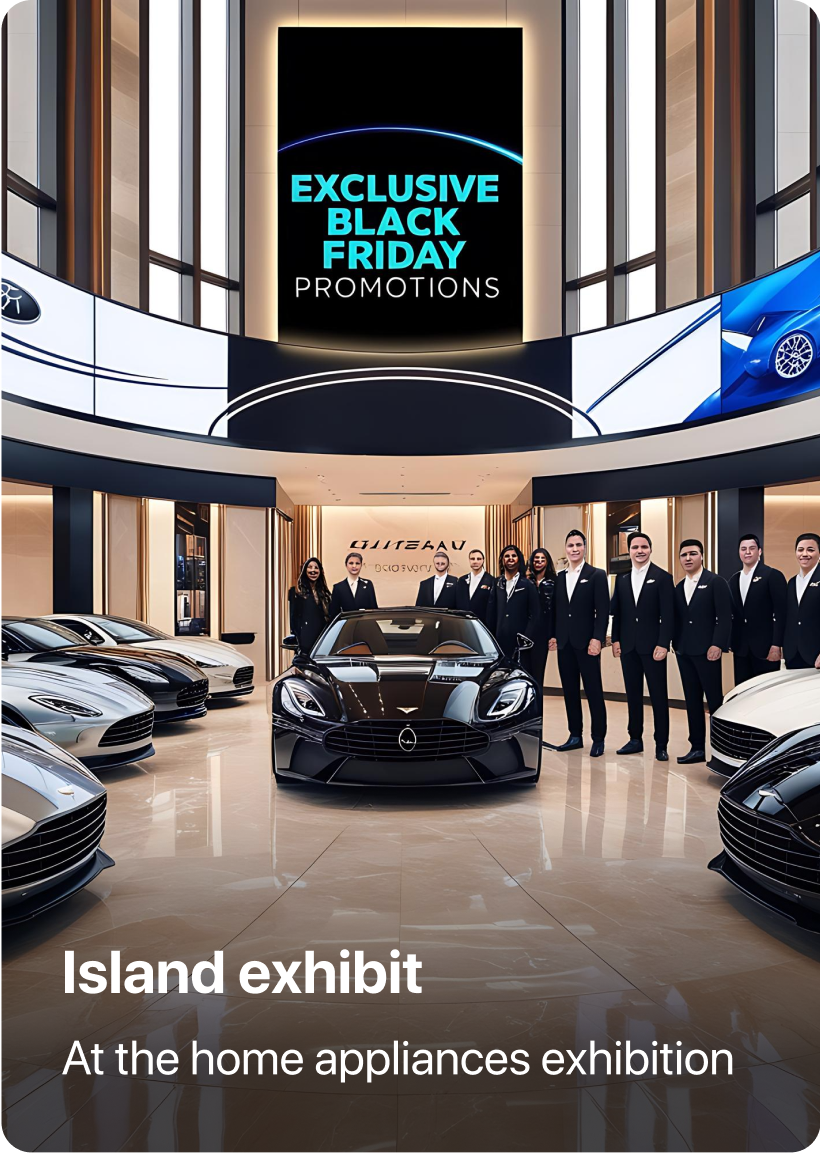 EXCLUSIVE
BLACK
FRIDAY
PROMOTIONS
Island exhibit
At the home appliances exhibition